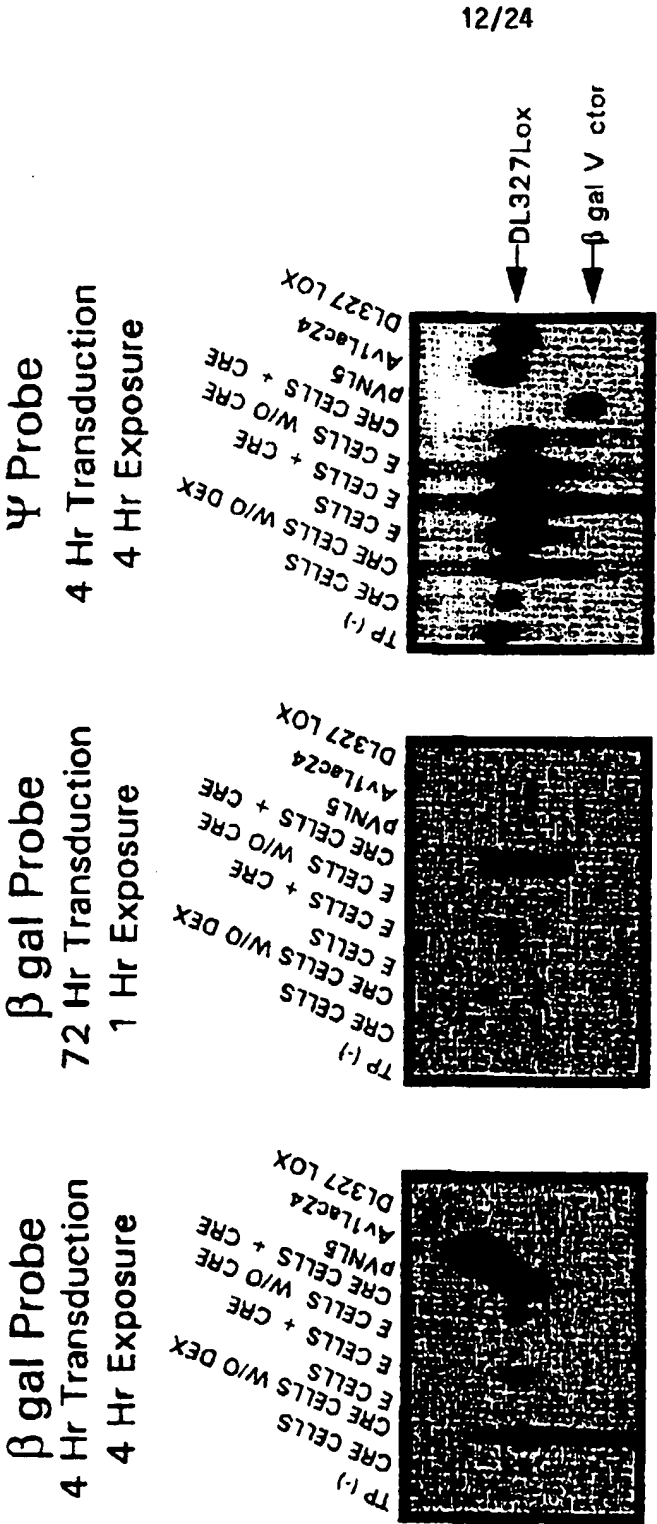 12/24
β gal Probe
4 Hr Transduction
4 Hr Exposure
TP (-)
CRE CELLS
CRE CELLS W/O DEX
E CELLS
E CELLS + CRE
E CELLS W/O CRE
CRE CELLS + CRE
pVNL5
Av1LacZ4
DL327 LOX
β gal Probe
72 Hr Transduction
1 Hr Exposure
TP (-)
CRE CELLS
CRE CELLS W/O DEX
E CELLS
E CELLS + CRE
E CELLS W/O CRE
CRE CELLS + CRE
pVNL5
Av1LacZ4
DL327 LOX
Ψ Probe
4 Hr Transduction
4 Hr Exposure
TP (-)
CRE CELLS
CRE CELLS W/O DEX
E CELLS
E CELLS + CRE
E CELLS W/O CRE
CRE CELLS + CRE
pVNL5
Av1LacZ4
DL327 LOX
DL327Lox
β gal V ctor